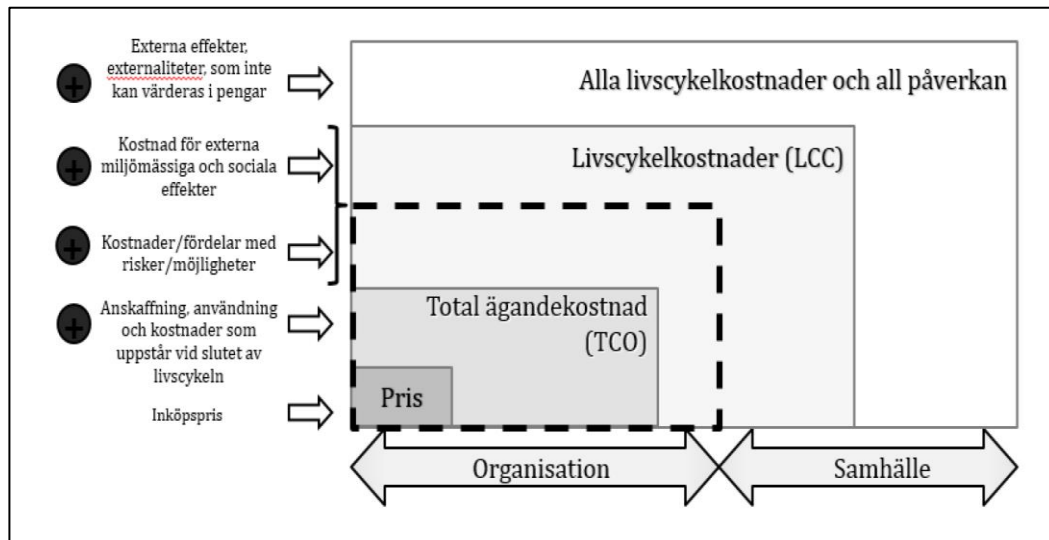 Externa effekter,
externaliteter, som inte
kan värderas i pengar
Alla livscykelkostnader och all påverkan
Kostnad för externa
miljömässiga och sociala
effekter
Livscykelkostnader (LCC)
Kostnader/fördelar med
risker/möjligheter
Anskaffning, användning
och kostnader som
uppstår vid slutet av
livscykeln
Total ägandekostnad
(TCO)
Inköpspris
Pris
Organisation
Samhälle